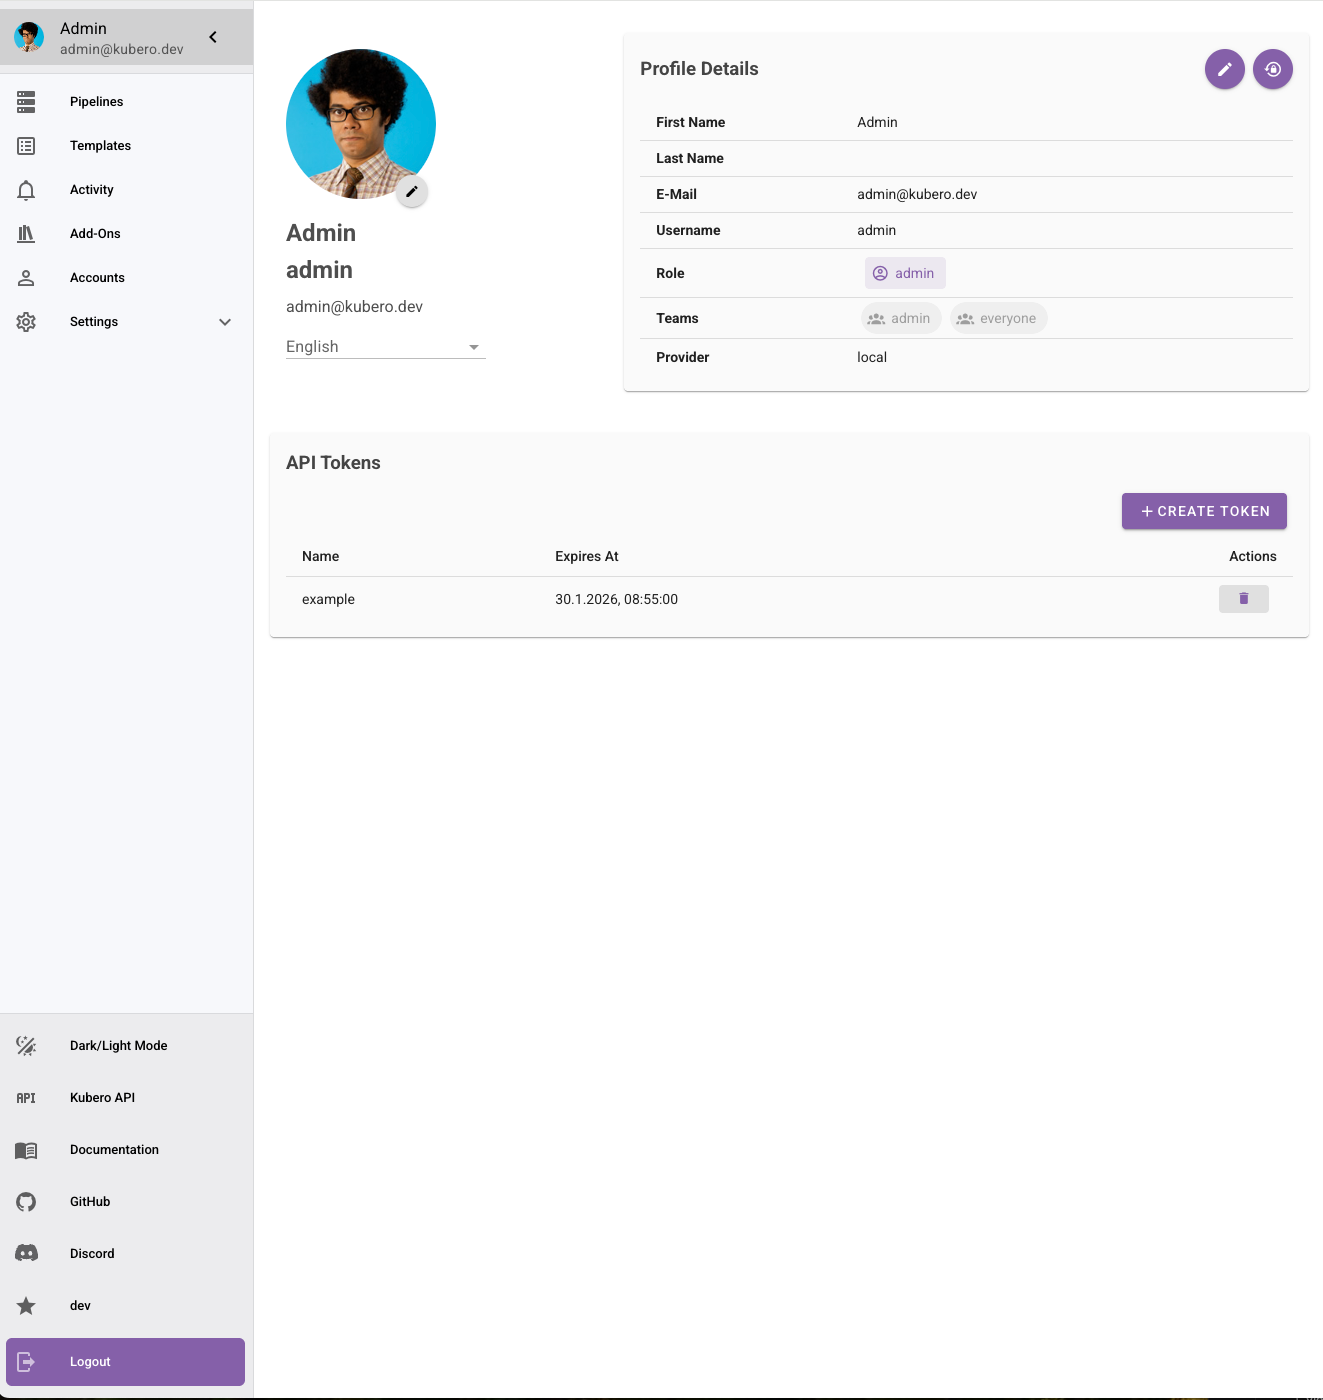 Admin
admin@kubero.dev
Pipelines
Templates
Activity
Add-Ons
Accounts
Settings
Dark/Light Mode
API
Kubero API
Documentation
GitHub
Discord
dev
Logout
Admin
admin
admin@kubero.dev
English
Profile Details
First Name Admin
Last Name
E-Mail admin@kubero.dev
Username admin
Role admin
Teams admin everyone
Provider local
API Tokens
+ CREATE TOKEN
Name Expires At Actions
example 30.1.2026, 08:55:00